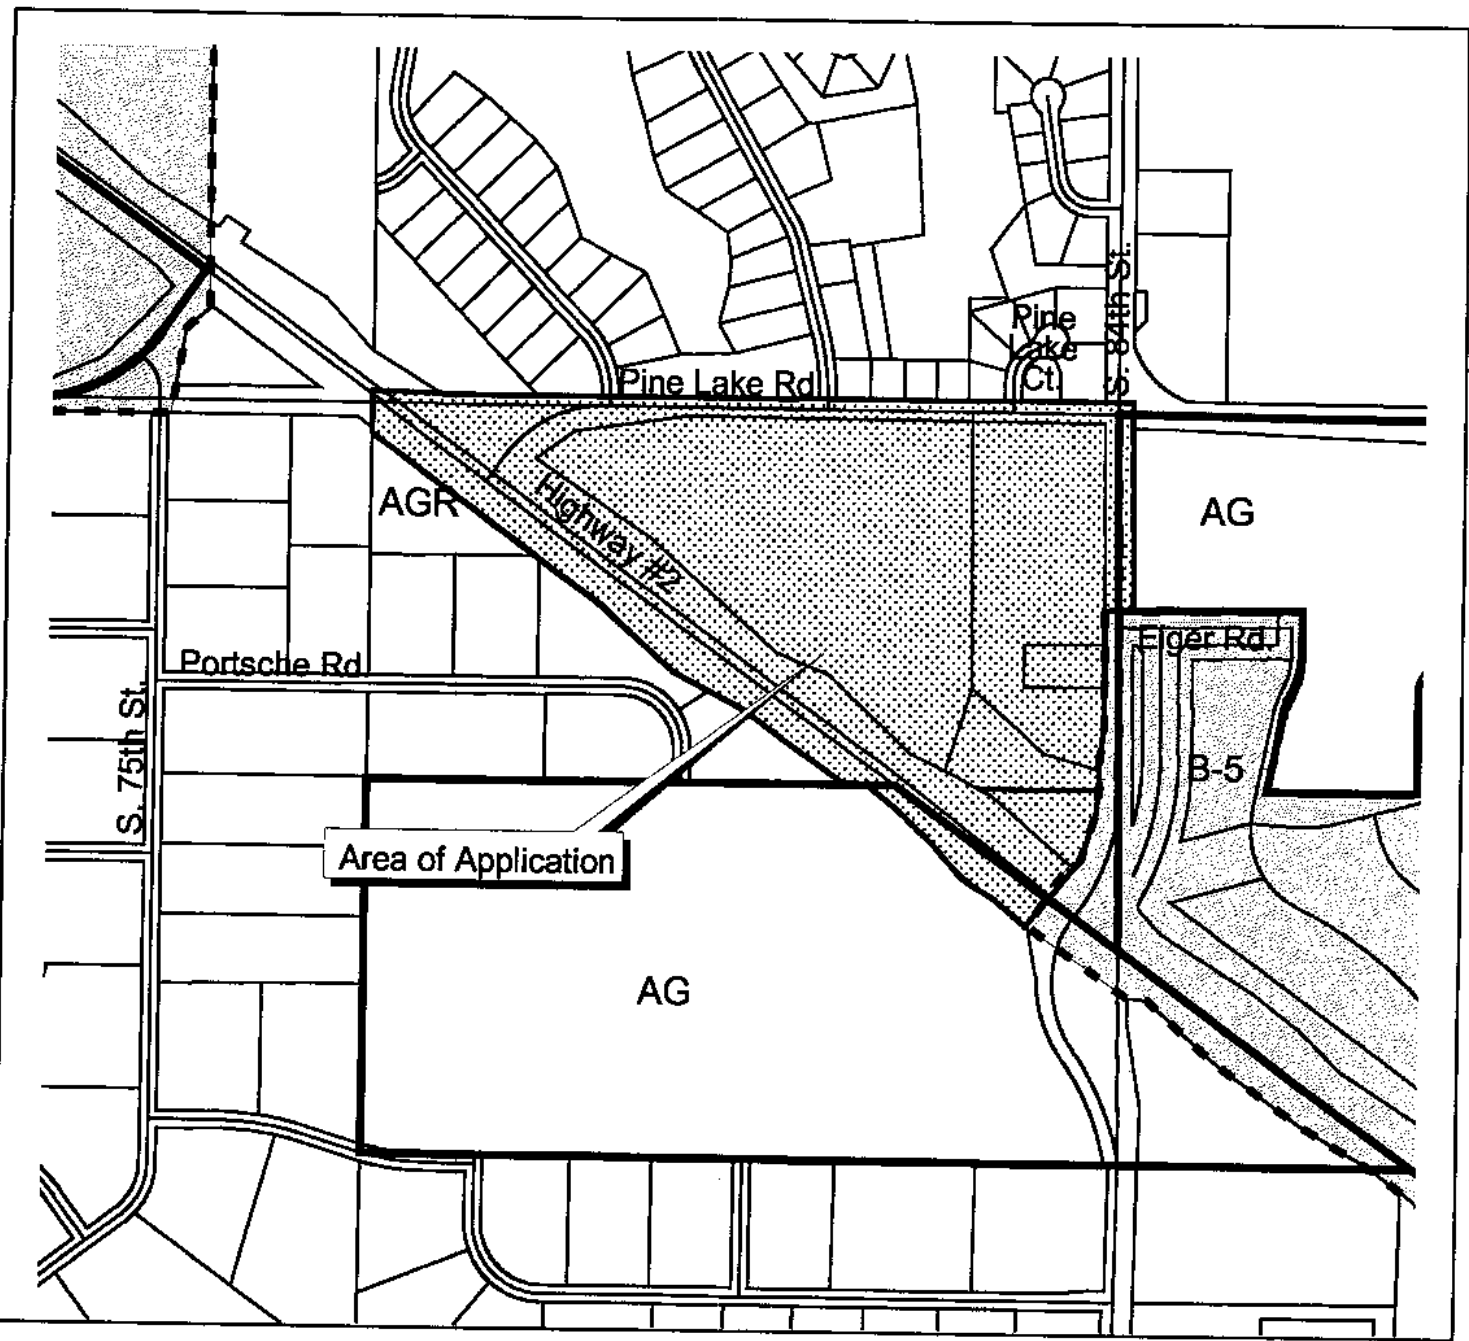 Pine
Lake
Ct.
S. 84th St.
Pine Lake Rd
AGR
Highway #2
AG
Eiger Rd.
Portsche Rd
S. 75th St.
B-5
Area of Application
AG